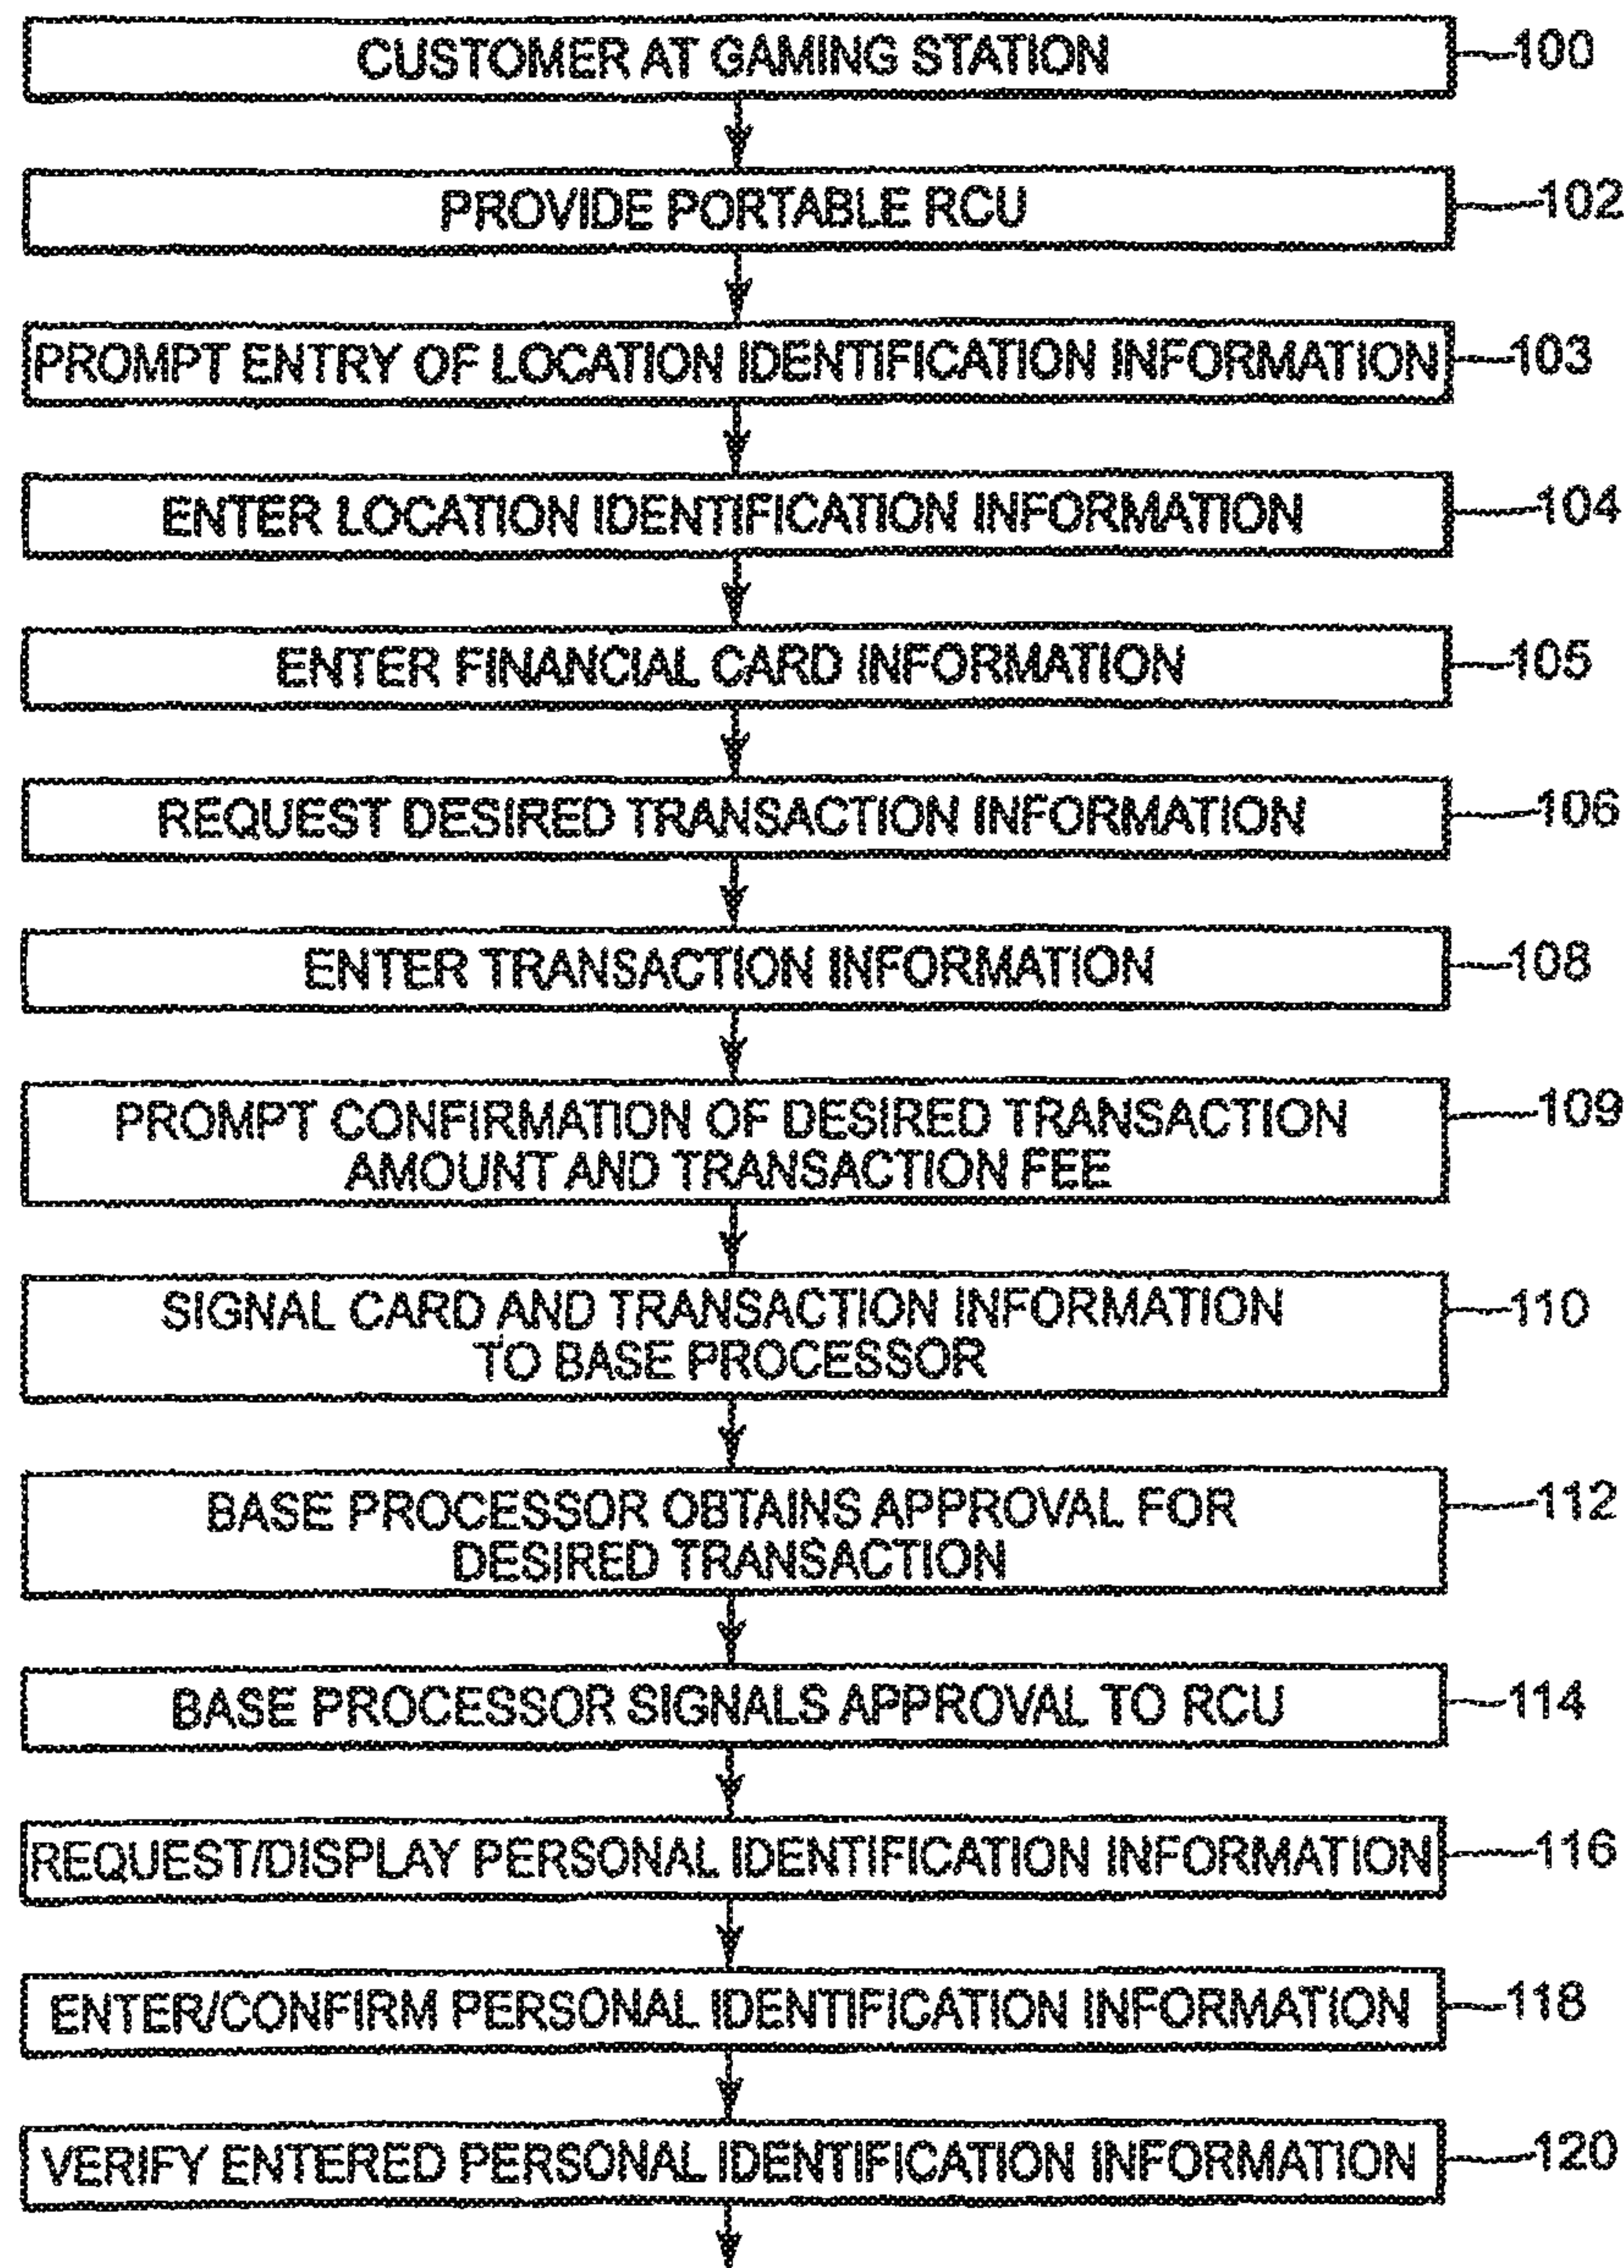 CUSTOMER AT GAMING STATION 100
PROVIDE PORTABLE RCU 102
PROMPT ENTRY OF LOCATION IDENTIFICATION INFORMATION 103
ENTER LOCATION IDENTIFICATION INFORMATION 104
ENTER FINANCIAL CARD INFORMATION 105
REQUEST DESIRED TRANSACTION INFORMATION 106
ENTER TRANSACTION INFORMATION 108
PROMPT CONFIRMATION OF DESIRED TRANSACTION 109
AMOUNT AND TRANSACTION FEE
SIGNAL CARD AND TRANSACTION INFORMATION 110
TO BASE PROCESSOR
BASE PROCESSOR OBTAINS APPROVAL FOR 112
DESIRED TRANSACTION
BASE PROCESSOR SIGNALS APPROVAL TO RCU 114
REQUEST/DISPLAY PERSONAL IDENTIFICATION INFORMATION 116
ENTER/CONFIRM PERSONAL IDENTIFICATION INFORMATION 118
VERIFY ENTERED PERSONAL IDENTIFICATION INFORMATION 120